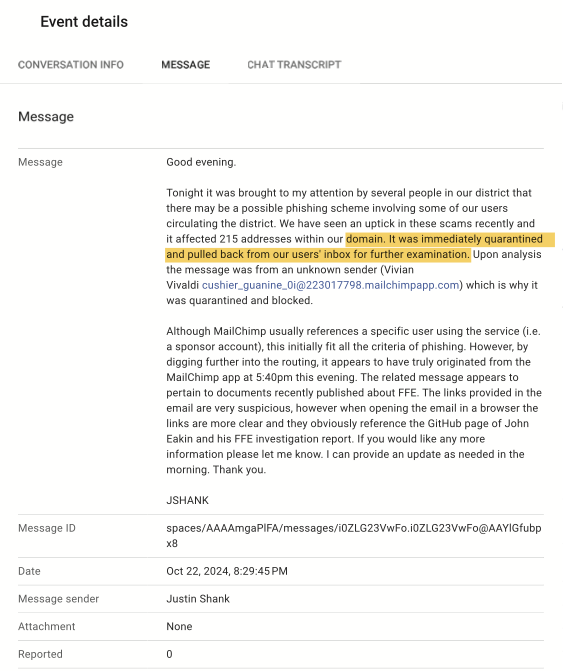 Event details
CONVERSATION INFO MESSAGE CHAT TRANSCRIPT
Message
Message Good evening.
Tonight it was brought to my attention by several people in our district that
there may be a possible phishing scheme involving some of our users
circulating the district. We have seen an uptick in these scams recently and
it affected 215 addresses within our domain. It was immediately quarantined
and pulled back from our users' inbox for further examination. Upon analysis
the message was from an unknown sender (Vivian
Vivaldi cushier_guanine_0i@223017798.mailchimpapp.com) which is why it
was quarantined and blocked.
Although MailChimp usually references a specific user using the service (i.e.
a sponsor account), this initially fit all the criteria of phishing. However, by
digging further into the routing, it appears to have truly originated from the
MailChimp app at 5:40pm this evening. The related message appears to
pertain to documents recently published about FFE. The links provided in the
email are very suspicious, however when opening the email in a browser the
links are more clear and they obviously reference the GitHub page of John
Eakin and his FFE investigation report. If you would like any more
information please let me know. I can provide an update as needed in the
morning. Thank you.
JSHANK
Message ID spaces/AAAAmgaPlFA/messages/i0ZLG23VwFo.i0ZLG23VwFo@AAYlGfubp
x8
Date Oct 22, 2024, 8:29:45 PM
Message sender Justin Shank
Attachment None
Reported 0